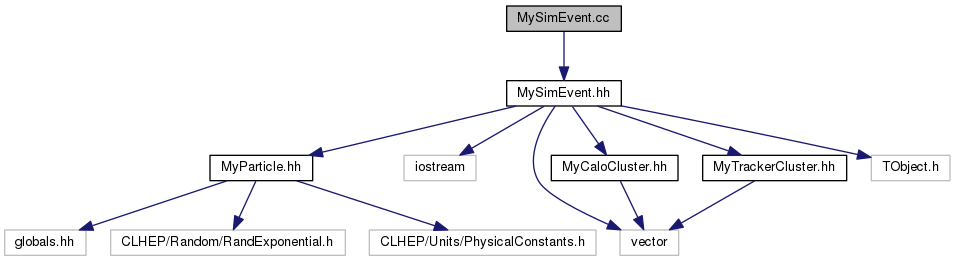 MySimEvent.cc
MySimEvent.hh
MyParticle.hh
iostream
MyCaloCluster.hh
MyTrackerCluster.hh
TObject.h
globals.hh
CLHEP/Random/RandExponential.h
CLHEP/Units/PhysicalConstants.h
vector